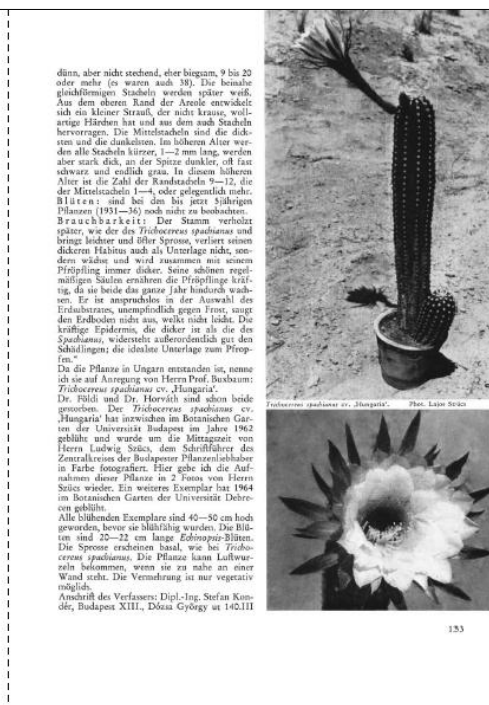 dünn, aber nicht stechend, eher biegsam, 9 bis 20
oder mehr (es waren auch 38). Die beinahe
gleichförmigen Stacheln werden später weiß.
Aus dem oberen Rand der Areole entwickelt
sich ein kleiner Strauß, der nicht krause, woll-
artige Härchen hat und aus dem auch Stacheln
hervorragen. Die Mittelstacheln sind die dick-
sten und die dunkelsten. Im höheren Alter wer-
den alle Stacheln kürzer, 1—2 mm lang, werden
aber stark dick, an der Spitze dunkler, oft fast
schwarz und endlich grau. In diesem höheren
Alter ist die Zahl der Randstacheln 9—12, die
der Mittelstacheln 1—4, oder gelegentlich mehr.
Blüten: sind bei den bis jetzt 5jährigen
Pflanzen (1931—36) noch nicht zu beobachten.
Brauchbarkeit: Der Stamm verholzt
später, wie der des Trichocereus spachianus und
bringt leichter und öfter Sprosse, verliert seinen
dickeren Habitus auch als Unterlage nicht, son-
dern wächst und wird zusammen mit seinem
Pfröpfling immer dicker. Seine schönen regel-
mäßigen Säulen ernähren die Pfröpflinge kräf-
tig, da sie beide das ganze Jahr hindurch wach-
sen. Er ist anspruchslos in der Auswahl des
Erdsubstrates, unempfindlich gegen Frost, saugt
den Erdboden nicht aus, welkt nicht leicht. Die
kräftige Epidermis, die dicker ist als die des
Spachianus, widersteht außerordentlich gut den
Schädlingen; die idealste Unterlage zum Pfrop-
fen."
Da die Pflanze in Ungarn entstanden ist, nenne
ich sie auf Anregung von Herrn Prof. Buxbaum:
Trichocereus spachianus cv. ‚Hungaria'.
Dr. Földi und Dr. Horváth sind schon beide
gestorben. Der Trichocereus spachianus cv.
‚Hungaria' hat inzwischen im Botanischen Gar-
ten der Universität Budapest im Jahre 1962
geblüht und wurde um die Mittagszeit von
Herrn Ludwig Szücs, dem Schriftführer des
Zentralkreises der Budapester Pflanzenliebhaber
in Farbe fotografiert. Hier gebe ich die Auf-
nahmen dieser Pflanze in 2 Fotos von Herrn
Szücs wieder. Ein weiteres Exemplar hat 1964
im Botanischen Garten der Universität Debre-
cen geblüht.
Alle blühenden Exemplare sind 40—50 cm hoch
geworden, bevor sie blühfähig wurden. Die Blü-
ten sind 20—22 cm lange Echinopsis-Blüten.
Die Sprosse erscheinen basal, wie bei Tricho-
cereus spachianus. Die Pflanze kann Luftwur-
zeln bekommen, wenn sie zu nahe an einer
Wand steht. Die Vermehrung ist nur vegetativ
möglich.
Anschrift des Verfassers: Dipl.-Ing. Stefan Kon-
dér, Budapest XIII., Dózsa György ut 140.III
Trichocereus spachianus cv. ‚Hungaria'. Phot. Lajos Szücs
133